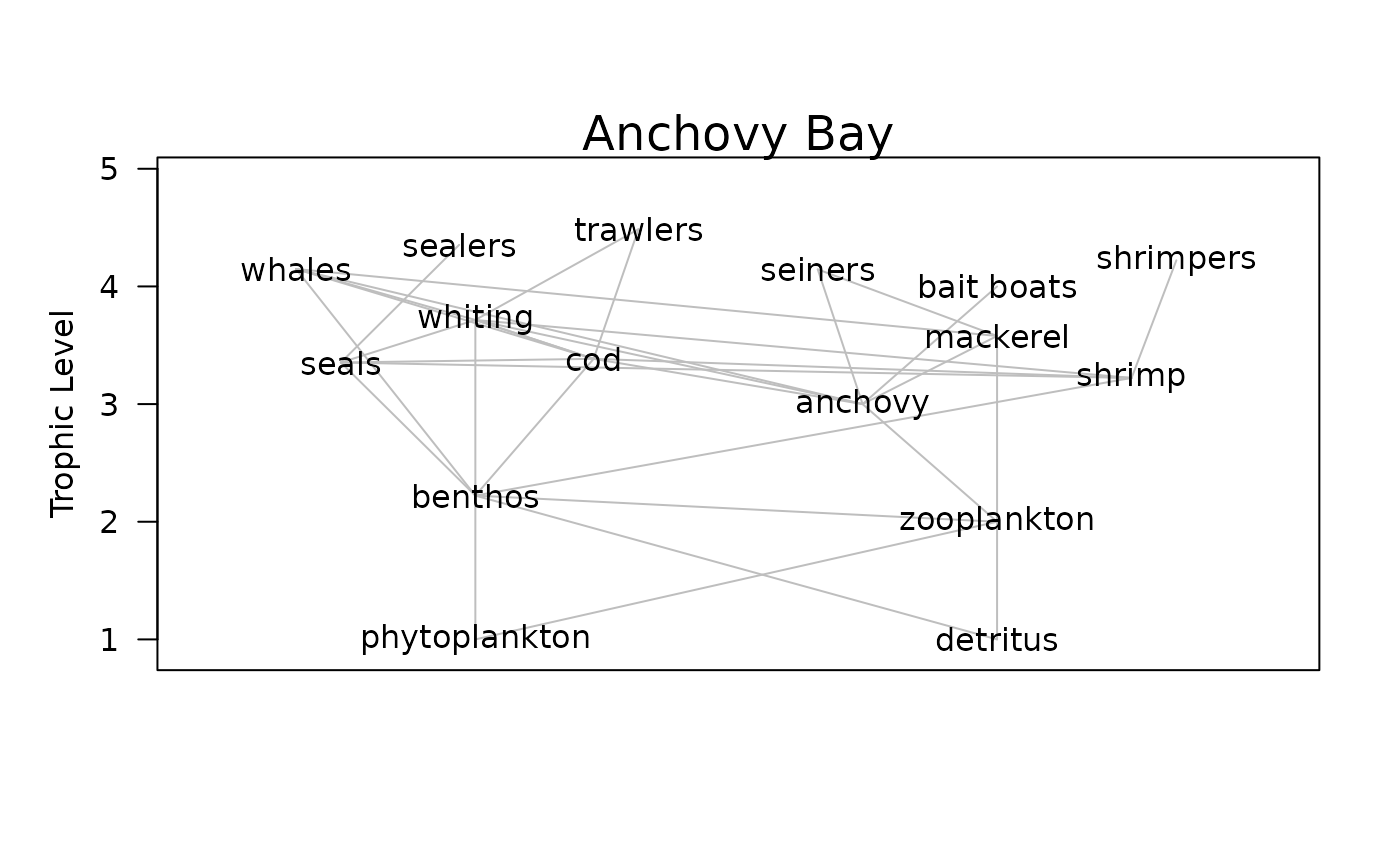 Anchovy Bay
5
4
3
2
1
Trophic Level
trawlers
sealers
shrimpers
whales
seiners
bait boats
whiting
mackerel
cod
seals
shrimp
anchovy
benthos
zooplankton
phytoplankton
detritus